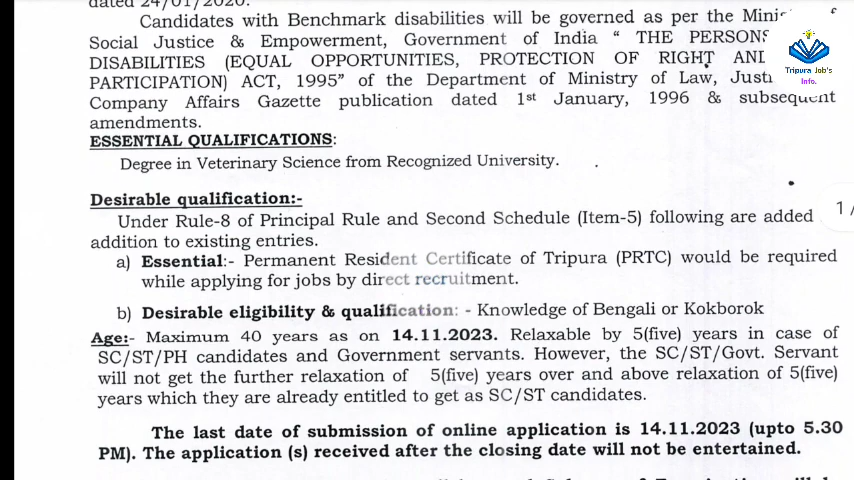 dated 24/01/2020.
Candidates with Benchmark disabilities will be governed as per the
Social Justice & Empowerment, Government of India “ THE PERSONS
DISABILITIES (EQUAL OPPORTUNITIES, PROTECTION OF RIGHT
PARTICIPATION) ACT, 1995” of the Department of Ministry of Law,
Company Affairs Gazette publication dated 1st January, 1996 & subsequent
amendments.
Tripura Job's
Info.
ESSENTIAL QUALIFICATIONS:
Degree in Veterinary Science from Recognized University.
Desirable qualification:-
Under Rule-8 of Principal Rule and Second Schedule (Item-5) following are added
addition to existing entries.
1/
a) Essential:- Permanent Resident Certificate of Tripura (PRTC) would be required
while applying for jobs by direct recruitment.
b) Desirable eligibility & qualification: - Knowledge of Bengali or Kokborok
Age:- Maximum 40 years as on 14.11.2023. Relaxable by 5(five) years in case of
SC/ST/PH candidates and Government servants. However, the SC/ST/Govt. Servant
will not get the further relaxation of 5(five) years over and above relaxation of 5(five)
years which they are already entitled to get as SC/ST candidates.
The last date of submission of online application is 14.11.2023 (upto 5.30
PM). The application (s) received after the closing date will not be entertained.